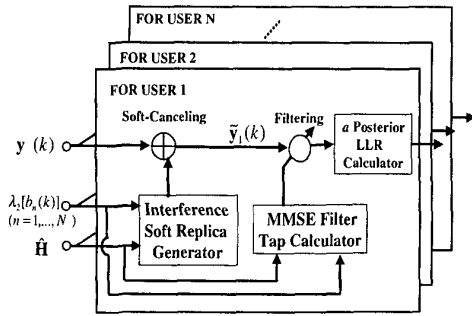 FOR USER N
FOR USER 2
FOR USER 1
Soft-Canceling
Filtering
y (k)
ỹ₁(k)
a Posterior
LLR
Calculator
λ₂[bₙ(k)]
(n=1,...,N)
Ĥ
Interference
Soft Replica
Generator
MMSE Filter
Tap Calculator